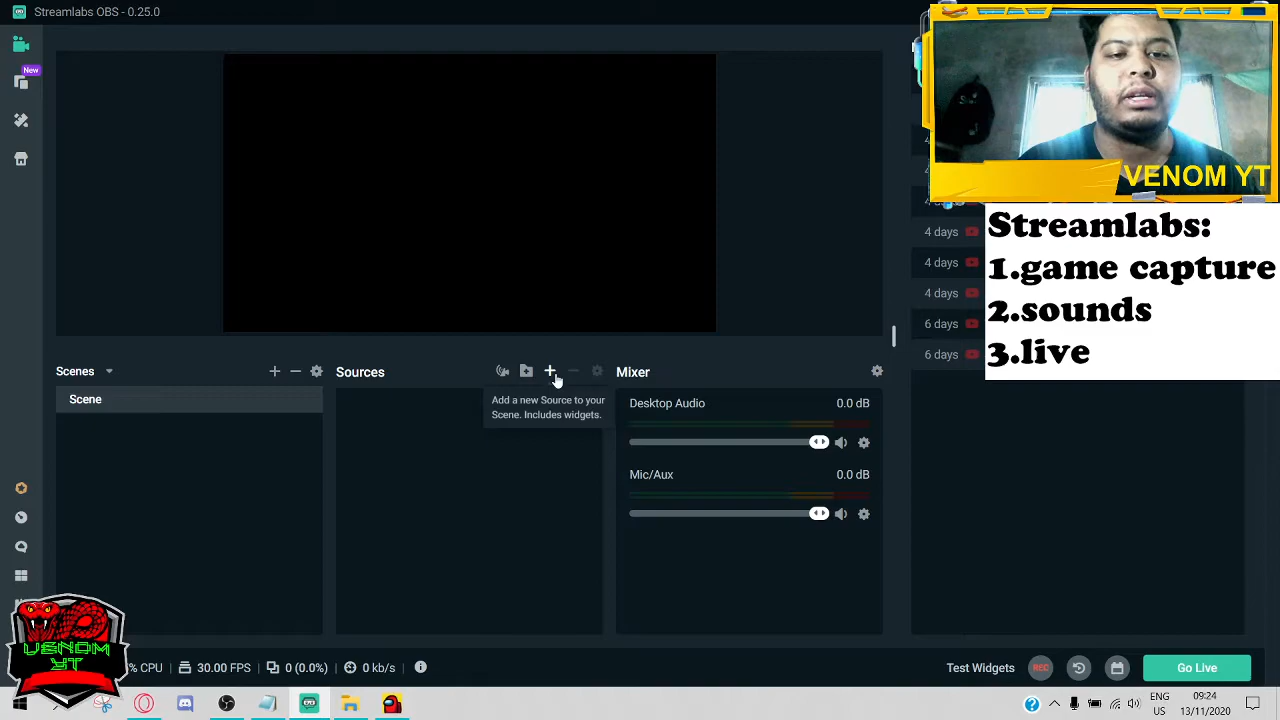 Streamlabs OBS - 0.25.0
New
VENOM YT
Streamlabs:
1.game capture
2.sounds
3.live
4 days
4 days
4 days
6 days
6 days
Scenes
Scene
Sources
Add a new Source to your
Scene. Includes widgets.
Mixer
Desktop Audio 0.0 dB
Mic/Aux 0.0 dB
VENOM
YT
% CPU 30.00 FPS 0 (0.0%) 0 kb/s
Test Widgets REC Go Live
ENG
US
09:24
13/11/2020